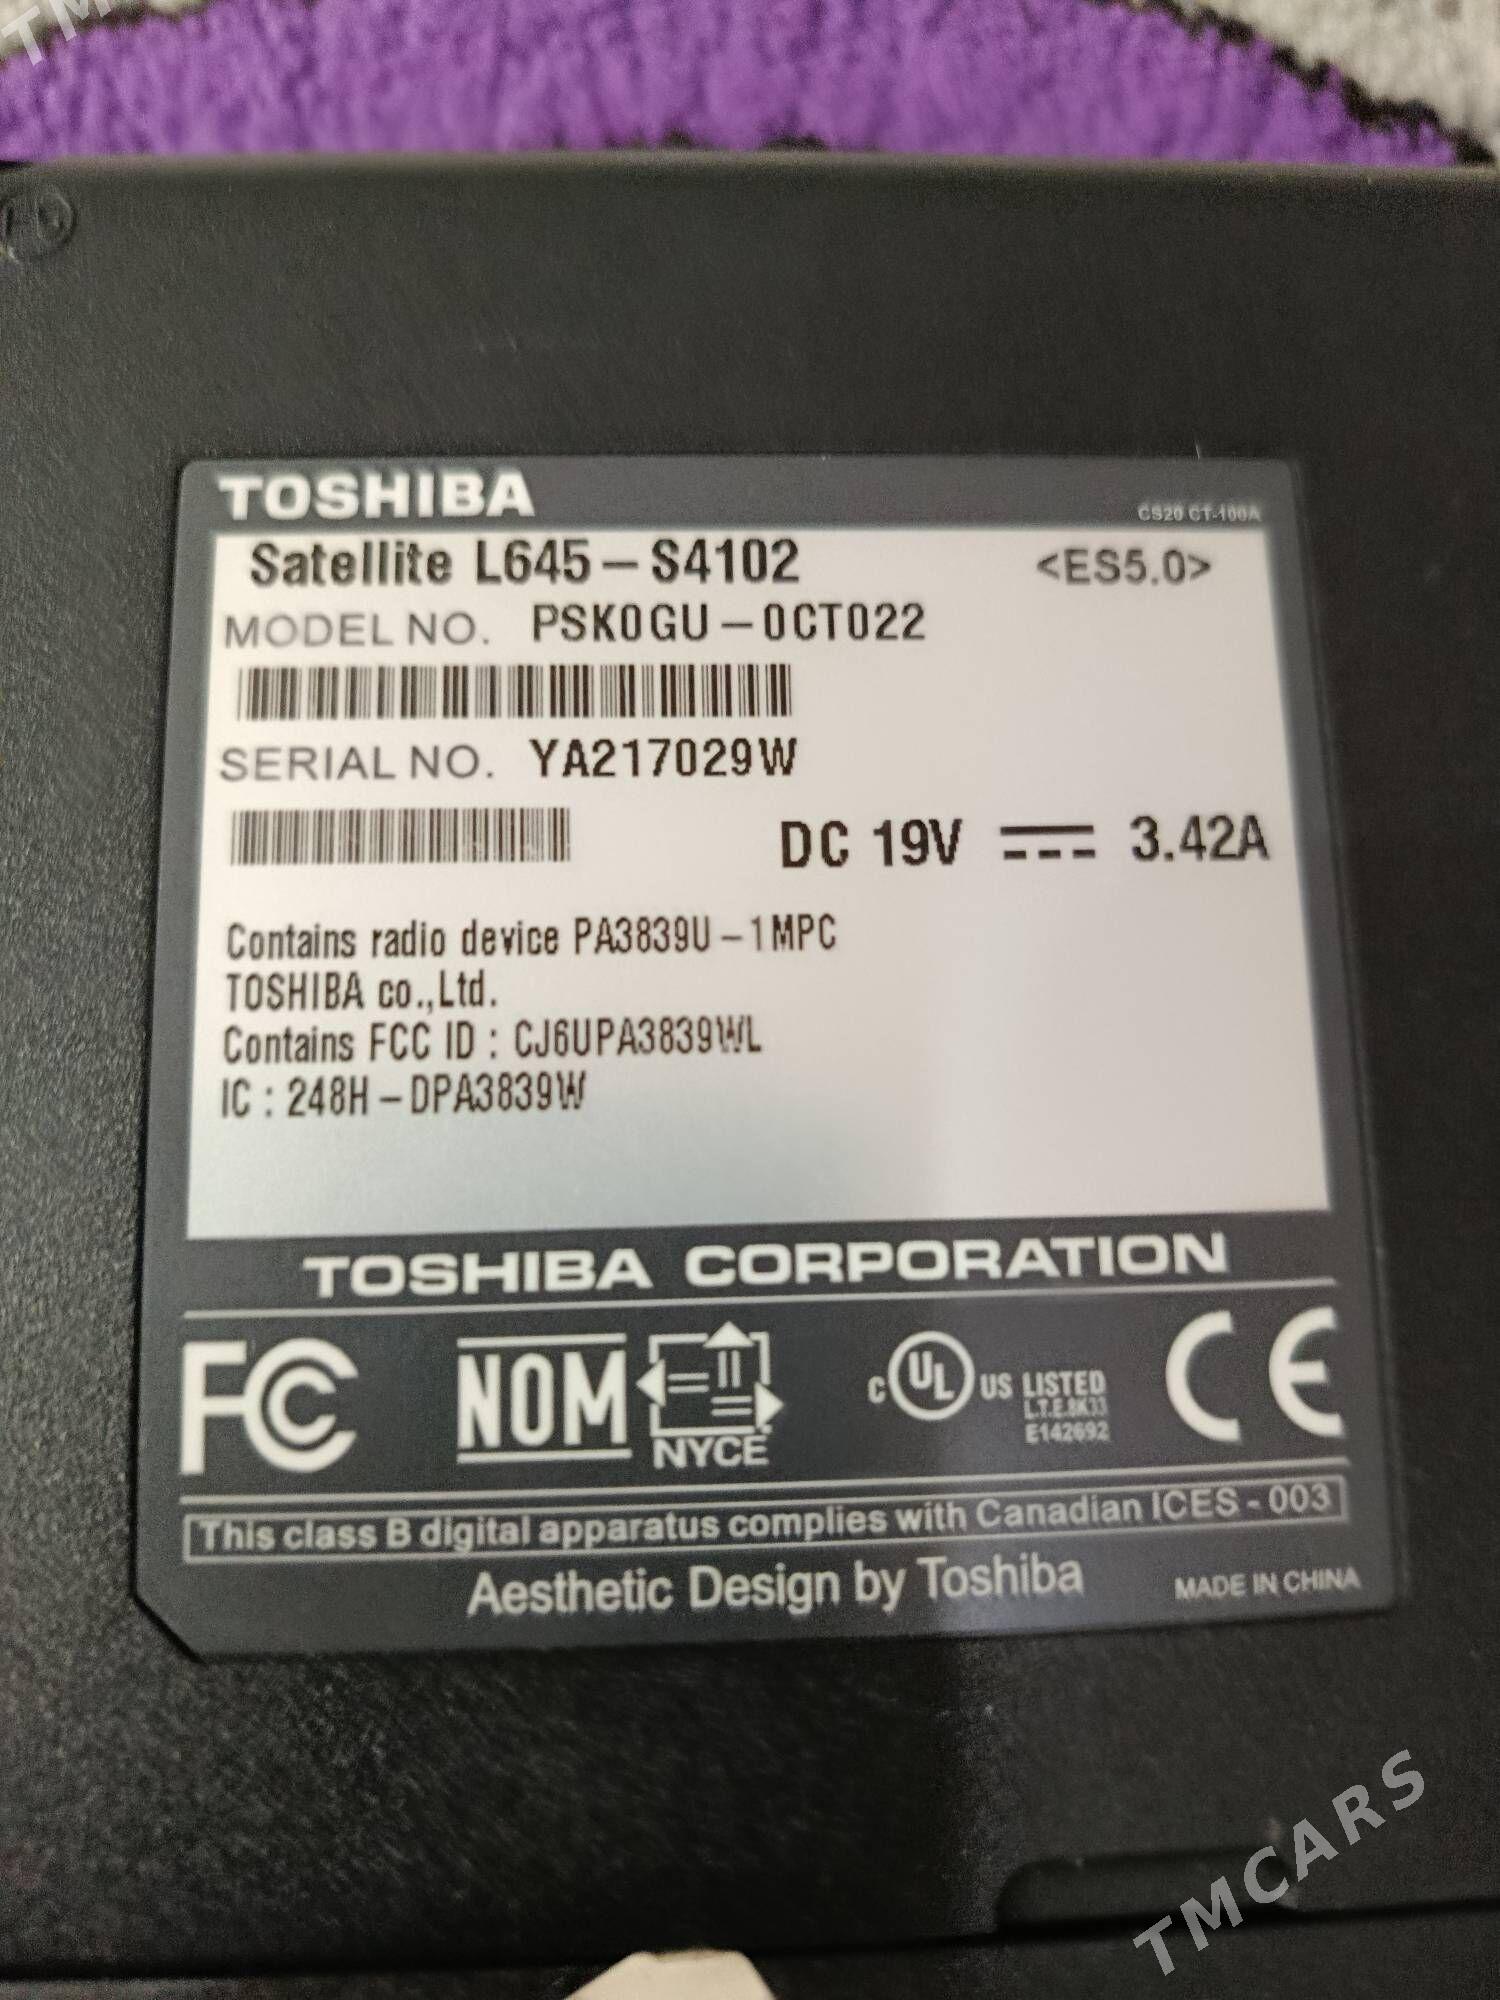 TM
TOSHIBA
CS20 CT-100A
Satellite L645-S4102 <ES5.0>
MODEL NO. PSK0GU-0CT022
SERIAL NO. YA217029W
DC 19V 3.42A
Contains radio device PA3839U-1MPC
TOSHIBA co.,Ltd.
Contains FCC ID : CJ6UPA3839WL
IC : 248H-DPA3839W
TOSHIBA CORPORATION
FC NOM NYCE C UL US LISTED CE
L.T.E.8K33
E142692
This class B digital apparatus complies with Canadian ICES-003
Aesthetic Design by Toshiba MADE IN CHINA
TMCARS